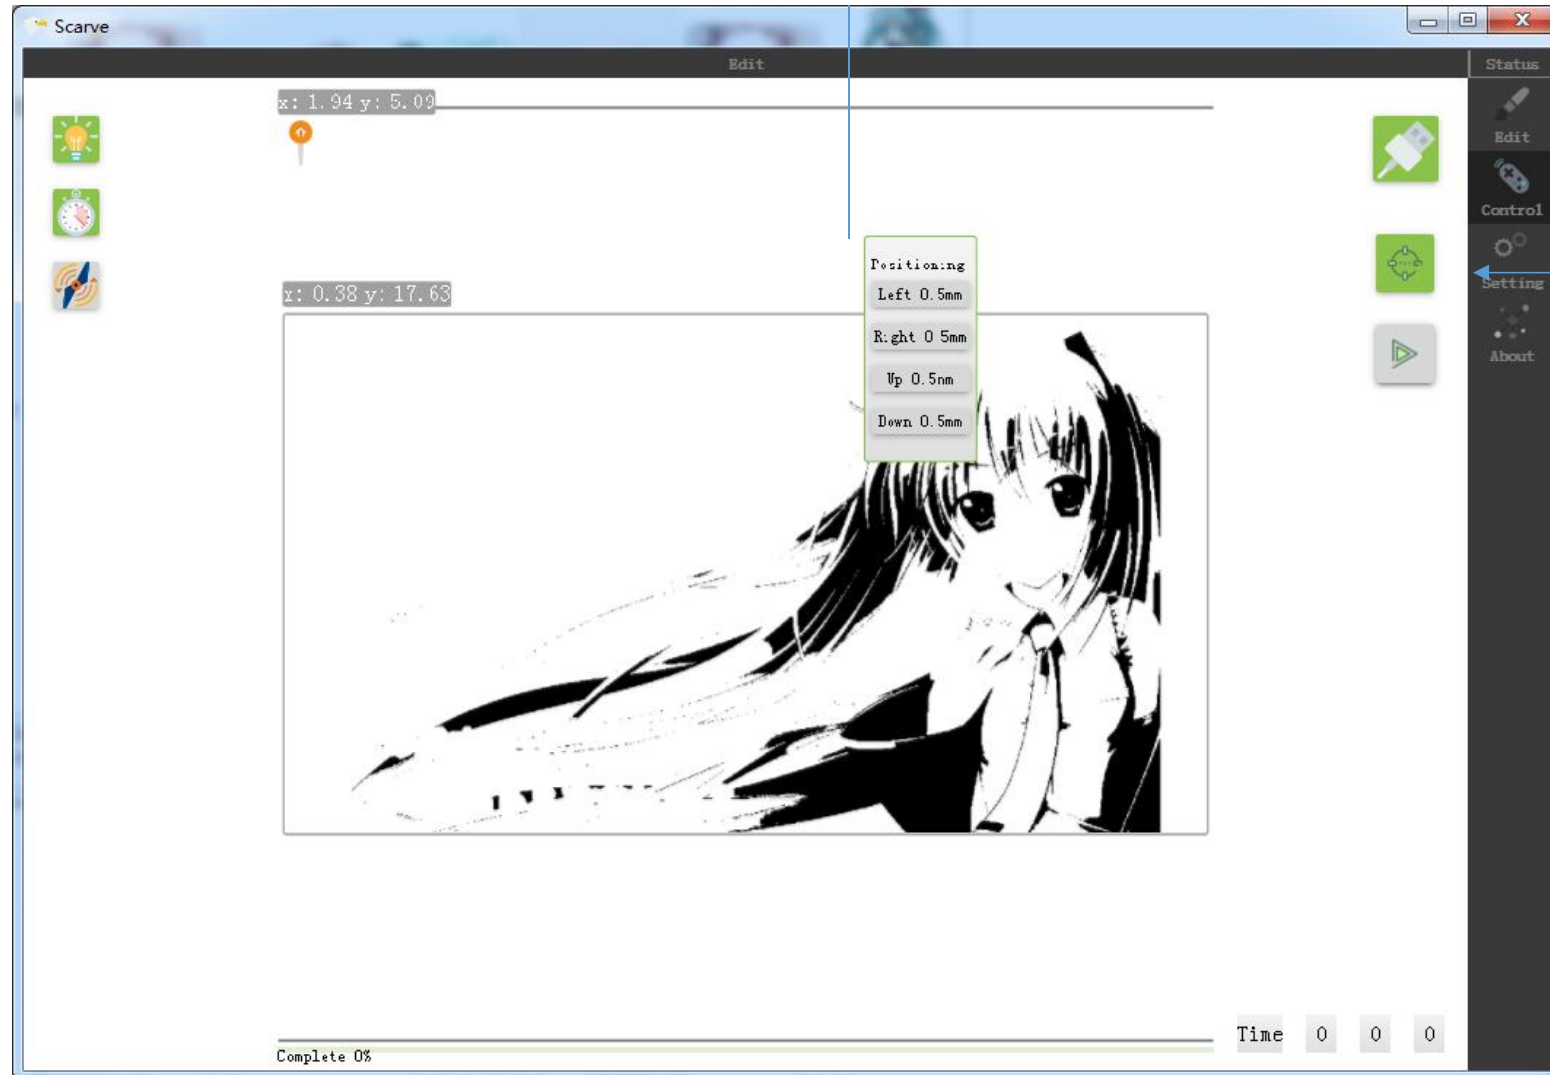 Scarve
Edit
Status
x: 1.94 y: 5.09
Edit
Control
Positioning
Left 0.5mm
x: 0.38 y: 17.63
Setting
Right 0 5mm
About
Up 0.5mm
Down 0.5mm
Time 0 0 0
Complete 0%